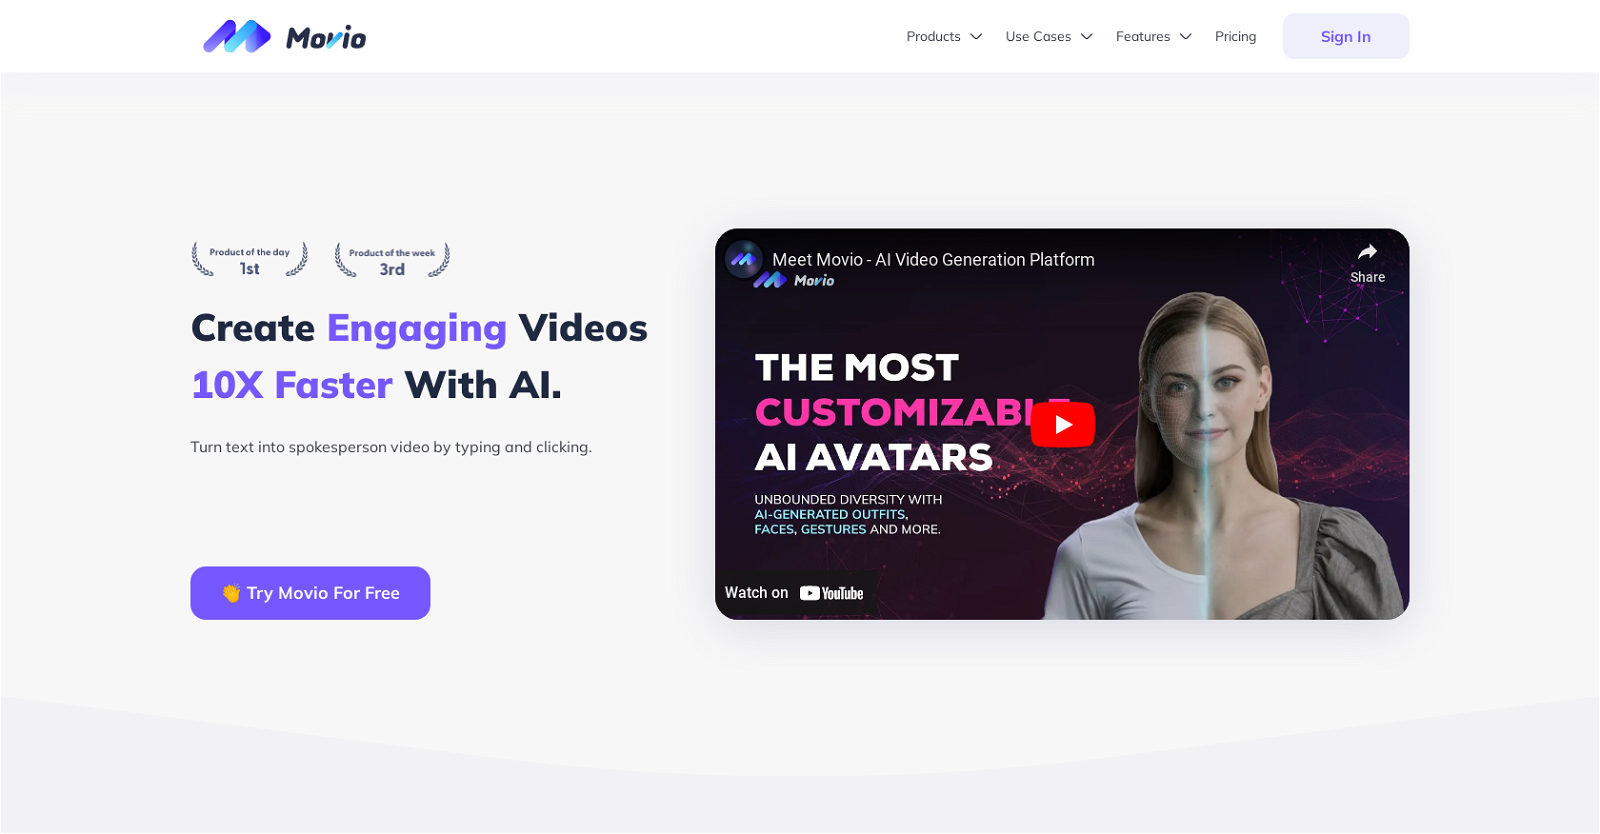 Movio
Products
Use Cases
Features
Pricing
Sign In
Product of the day
1st
Product of the week
3rd
Create Engaging Videos
10X Faster With AI.
Turn text into spokesperson video by typing and clicking.
👋 Try Movio For Free
Meet Movio - AI Video Generation Platform
Movio
Share
THE MOST
CUSTOMIZABLE
AI AVATARS
UNBOUNDED DIVERSITY WITH
AI-GENERATED OUTFITS,
FACES, GESTURES AND MORE.
Watch on YouTube